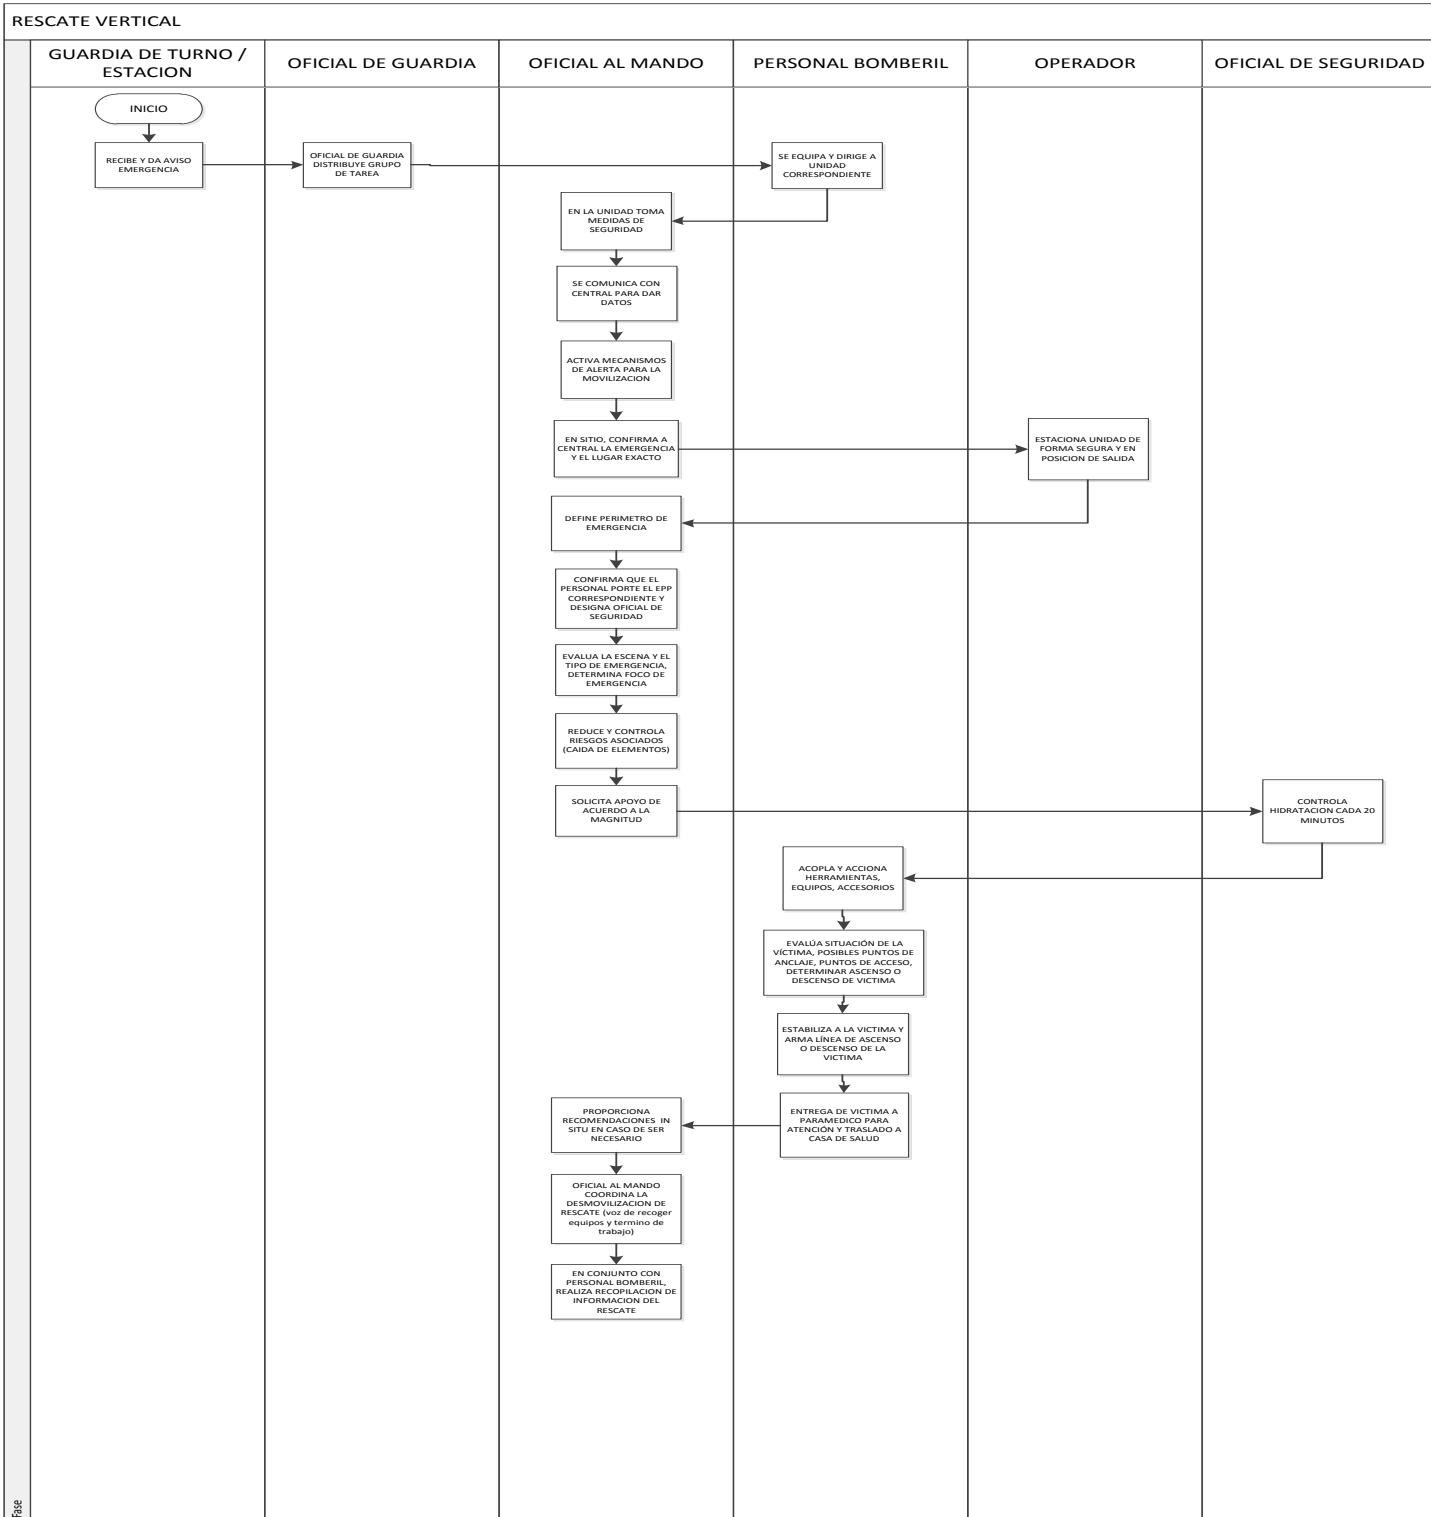 RESCATE VERTICAL
GUARDIA DE TURNO /
ESTACION
OFICIAL DE GUARDIA
OFICIAL AL MANDO
PERSONAL BOMBERIL
OPERADOR
OFICIAL DE SEGURIDAD
INICIO
RECIBE Y DA AVISO
EMERGENCIA
OFICIAL DE GUARDIA
DISTRIBUYE GRUPO
DE TAREA
SE EQUIPA Y DIRIGE A
UNIDAD
CORRESPONDIENTE
EN LA UNIDAD TOMA
MEDIDAS DE
SEGURIDAD
SE COMUNICA CON
CENTRAL PARA DAR
DATOS
ACTIVA MECANISMOS
DE ALERTA PARA LA
MOVILIZACION
EN SITIO, CONFIRMA A
CENTRAL LA EMERGENCIA
Y EL LUGAR EXACTO
ESTACIONA UNIDAD DE
FORMA SEGURA Y EN
POSICION DE SALIDA
DEFINE PERIMETRO DE
EMERGENCIA
CONFIRMA QUE EL
PERSONAL PORTE EL EPP
CORRESPONDIENTE Y
DESIGNA OFICIAL DE
SEGURIDAD
EVALUA LA ESCENA Y EL
TIPO DE EMERGENCIA,
DETERMINA FOCO DE
EMERGENCIA
REDUCE Y CONTROLA
RIESGOS ASOCIADOS
(CAIDA DE ELEMENTOS)
SOLICITA APOYO DE
ACUERDO A LA
MAGNITUD
CONTROLA
HIDRATACION CADA 20
MINUTOS
ACOPLA Y ACCIONA
HERRAMIENTAS,
EQUIPOS, ACCESORIOS
EVALÚA SITUACIÓN DE LA
VÍCTIMA, POSIBLES PUNTOS DE
ANCLAJE, PUNTOS DE ACCESO,
DETERMINAR ASCENSO O
DESCENSO DE VICTIMA
ESTABILIZA A LA VICTIMA Y
ARMA LÍNEA DE ASCENSO
O DESCENSO DE LA
VICTIMA
ENTREGA DE VICTIMA A
PARAMEDICO PARA
ATENCIÓN Y TRASLADO A
CASA DE SALUD
PROPORCIONA
RECOMENDACIONES  IN
SITU EN CASO DE SER
NECESARIO
OFICIAL AL MANDO
COORDINA LA
DESMOVILIZACION DE
RESCATE (voz de recoger
equipos y termino de
trabajo)
EN CONJUNTO CON
PERSONAL BOMBERIL,
REALIZA RECOPILACION DE
INFORMACION DEL
RESCATE
Fase